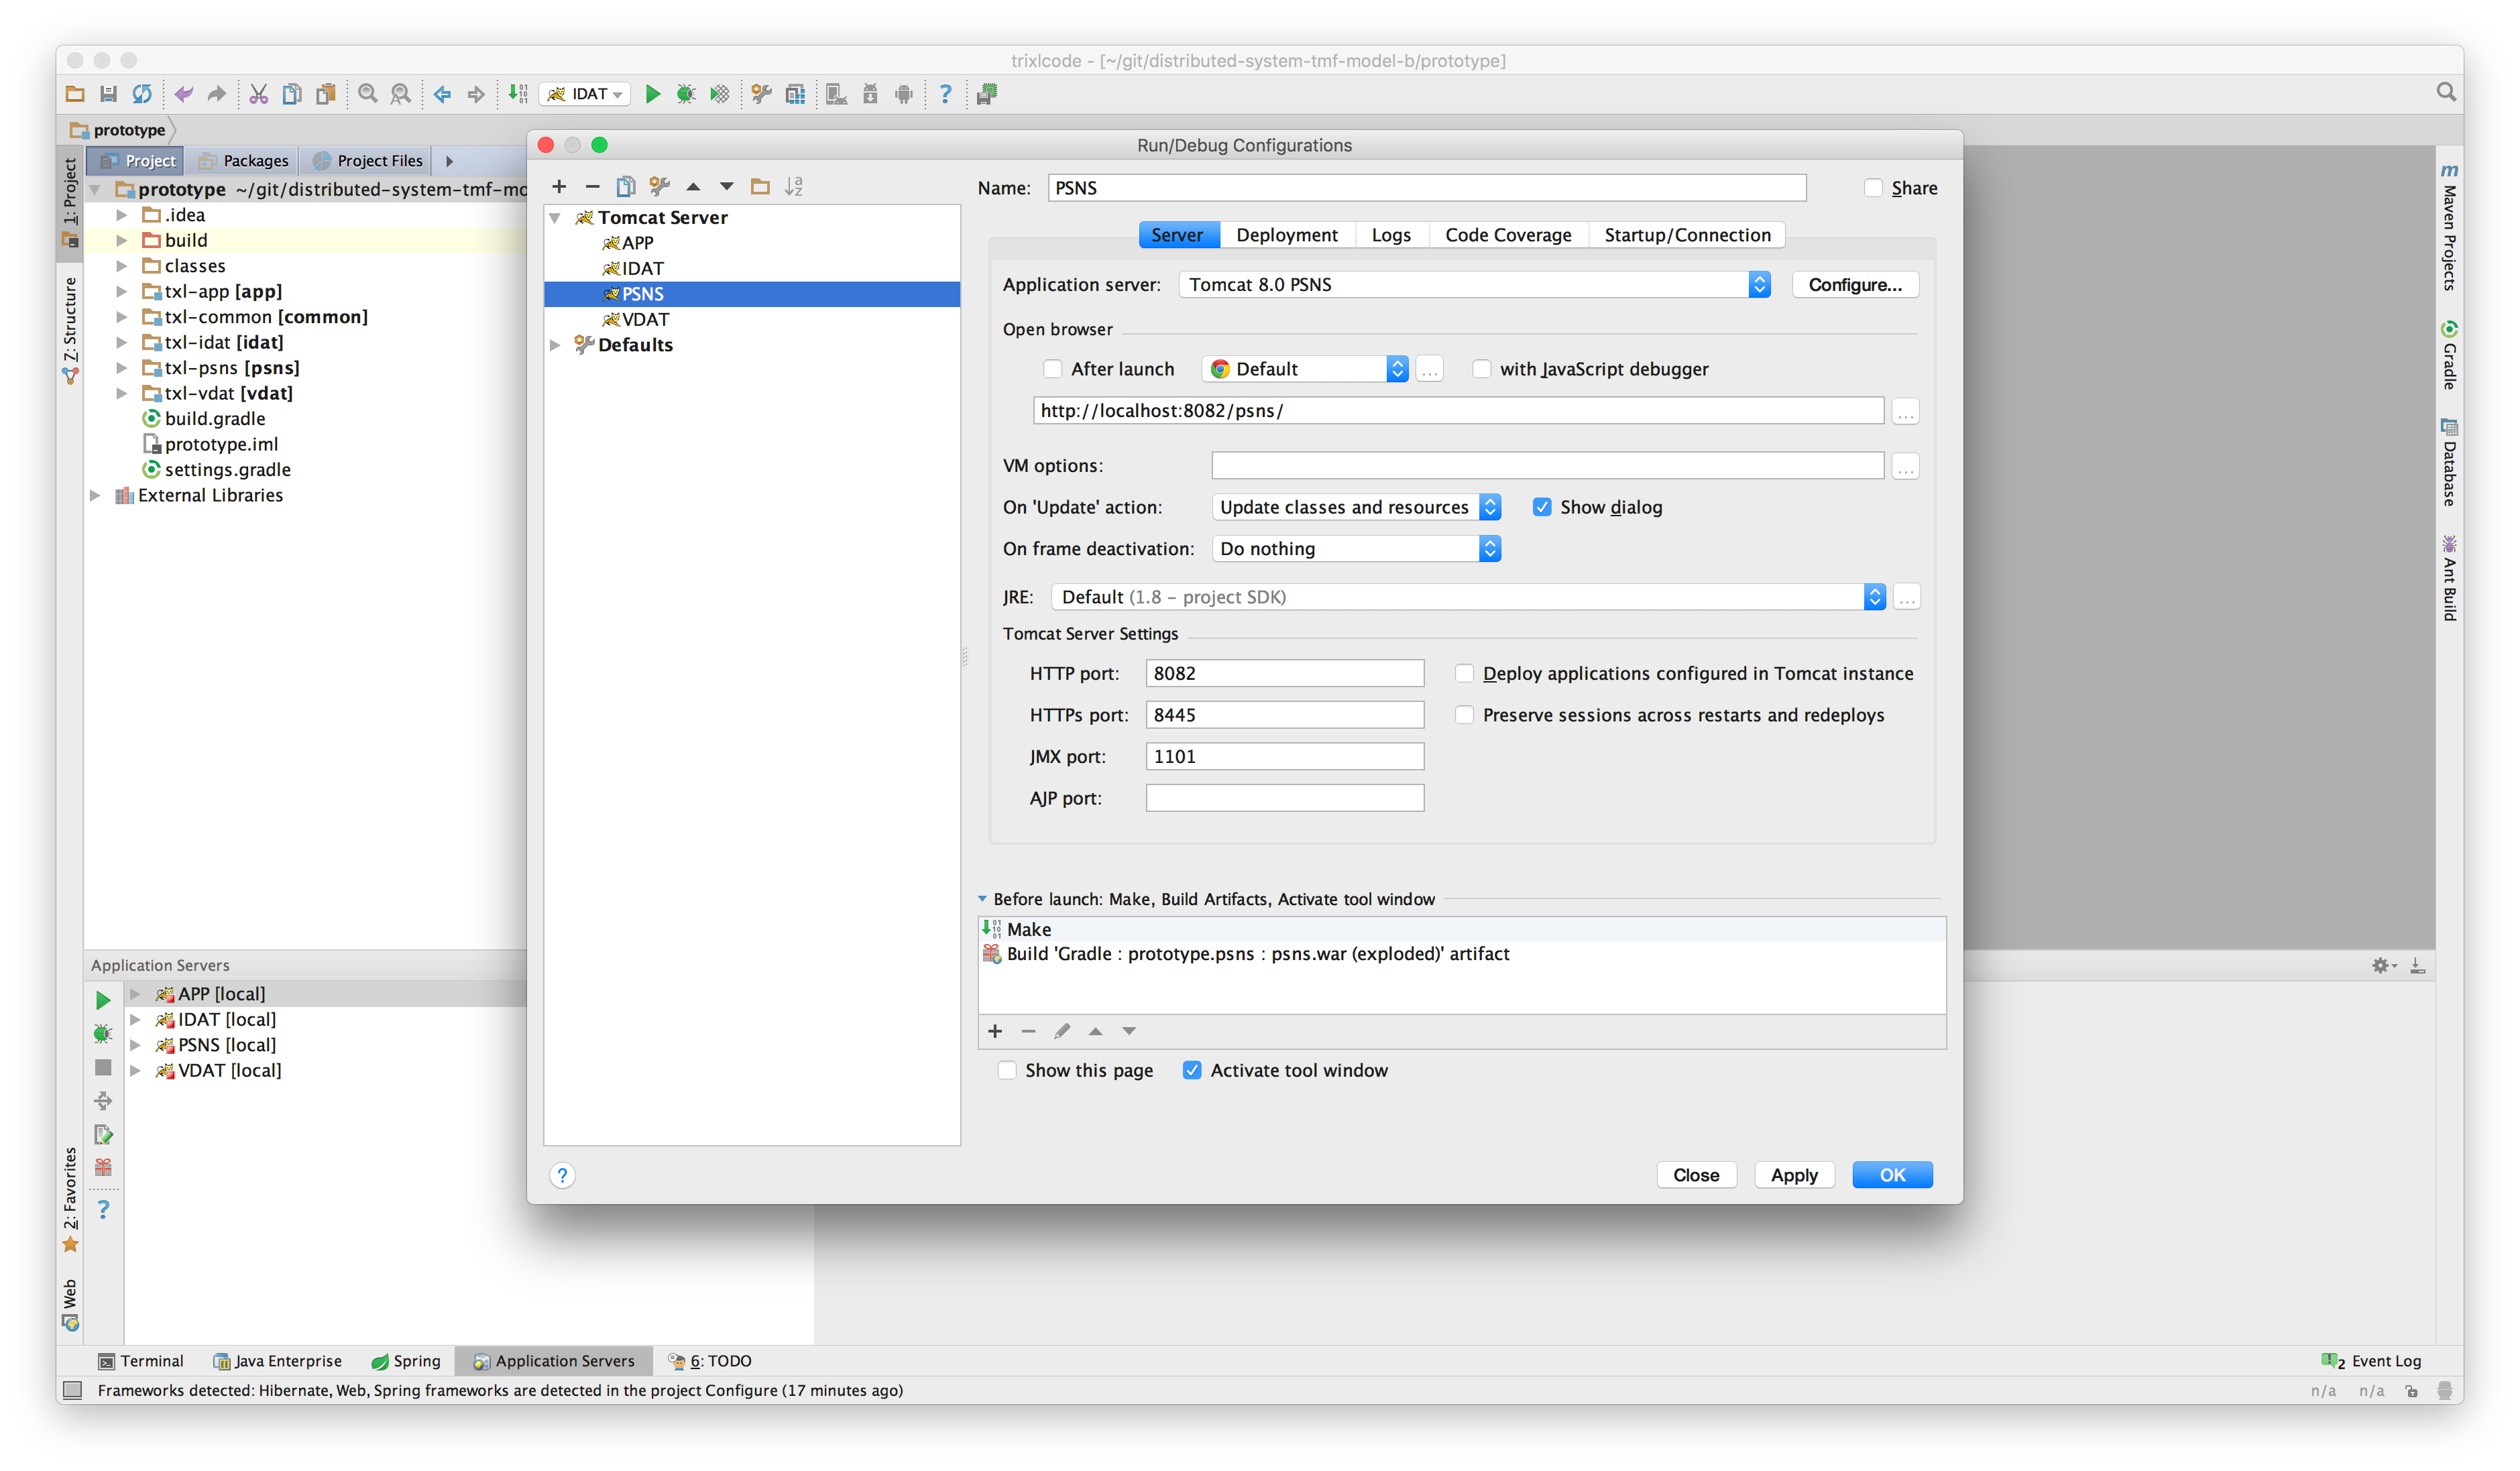 trixlcode - [~/git/distributed-system-tmf-model-b/prototype]
IDAT
prototype
Run/Debug Configurations
1: Project
Z: Structure
2: Favorites
Web
Project
Packages
Project Files
prototype ~/git/distributed-system-tmf-mo
.idea
build
classes
txl-app [app]
txl-common [common]
txl-idat [idat]
txl-psns [psns]
txl-vdat [vdat]
build.gradle
prototype.iml
settings.gradle
External Libraries
Tomcat Server
APP
IDAT
PSNS
VDAT
Defaults
Name: PSNS
Share
Server
Deployment
Logs
Code Coverage
Startup/Connection
Application server: Tomcat 8.0 PSNS
Configure...
Open browser
After launch
Default
...
with JavaScript debugger
http://localhost:8082/psns/
...
VM options:
...
On 'Update' action: Update classes and resources
Show dialog
On frame deactivation: Do nothing
JRE: Default (1.8 - project SDK)
...
Tomcat Server Settings
HTTP port: 8082
Deploy applications configured in Tomcat instance
HTTPs port: 8445
Preserve sessions across restarts and redeploys
JMX port: 1101
AJP port:
Before launch: Make, Build Artifacts, Activate tool window
Make
Build 'Gradle : prototype.psns : psns.war (exploded)' artifact
Show this page
Activate tool window
?
Close
Apply
OK
m Maven Projects
Gradle
Database
Ant Build
Application Servers
APP [local]
IDAT [local]
PSNS [local]
VDAT [local]
Terminal
Java Enterprise
Spring
Application Servers
6: TODO
2 Event Log
Frameworks detected: Hibernate, Web, Spring frameworks are detected in the project Configure (17 minutes ago)
n/a
n/a